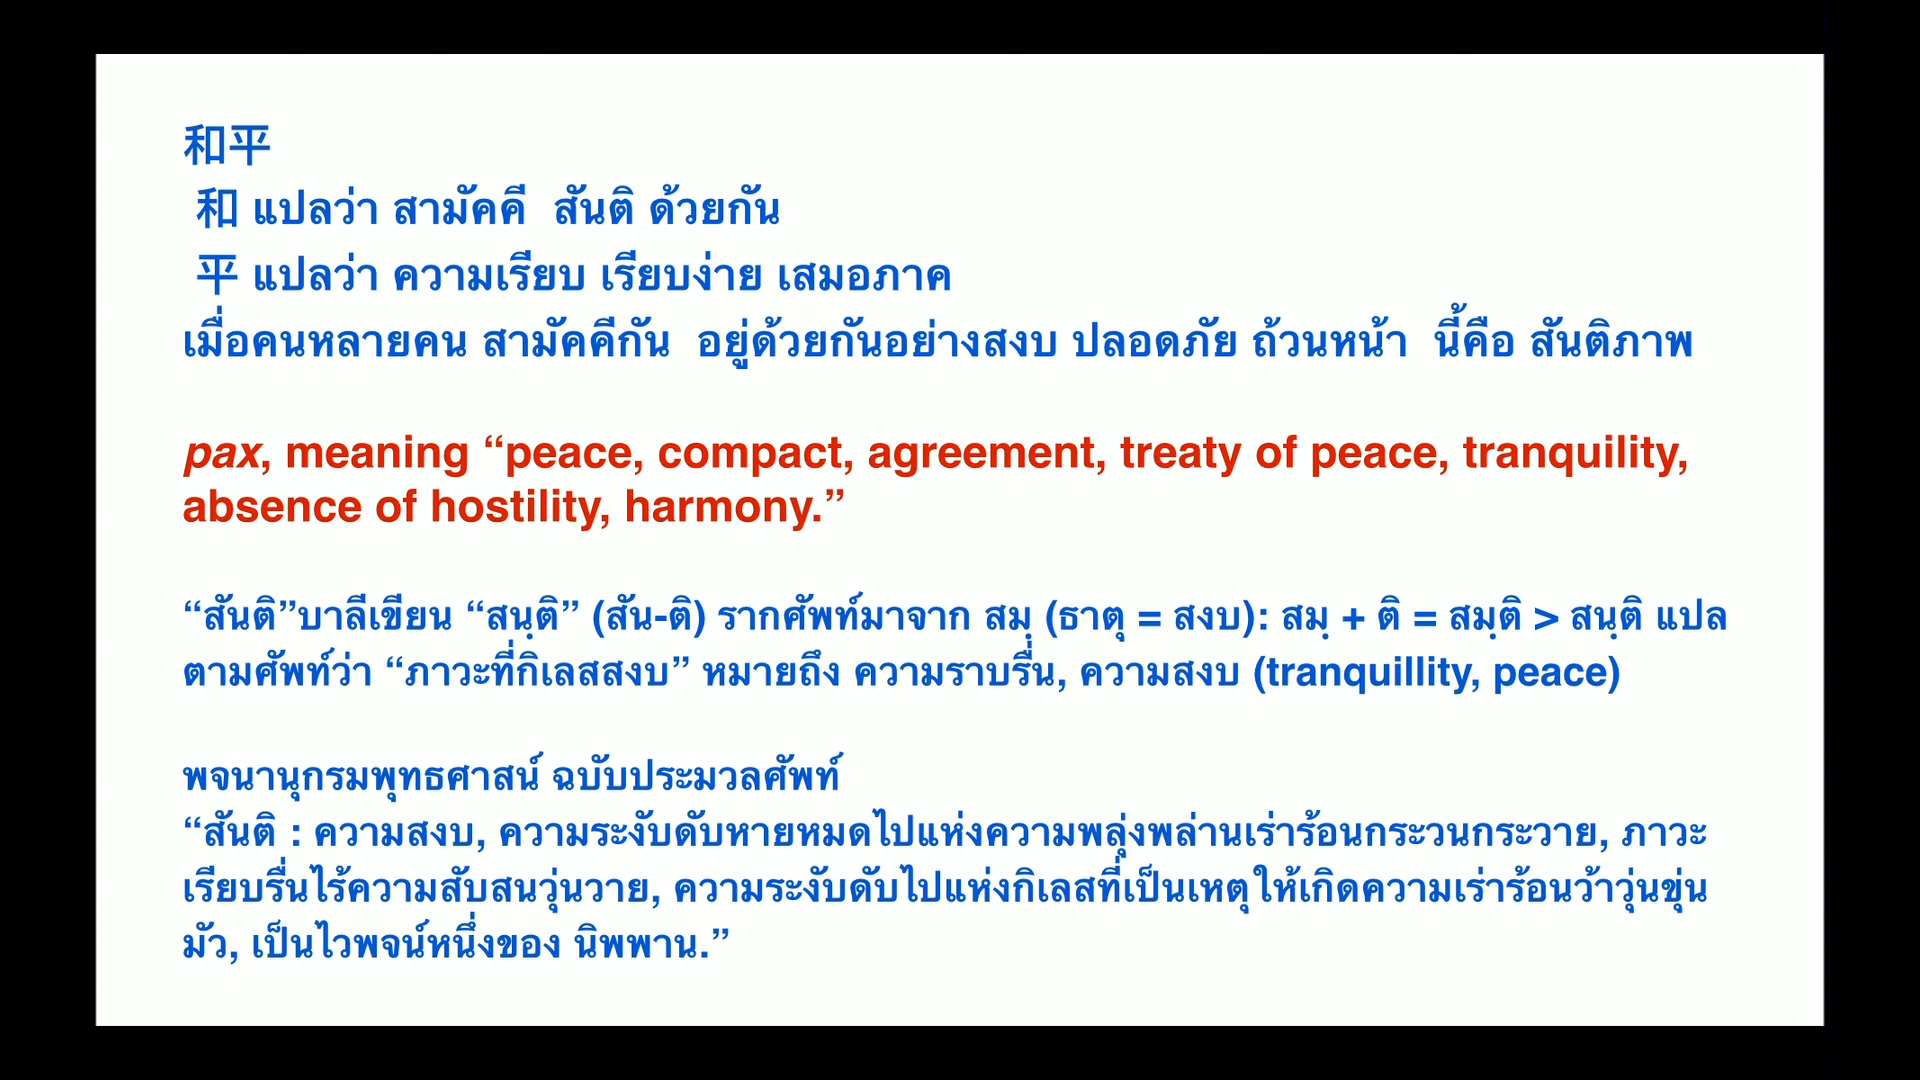 和平
和 แปลว่า สามัคคี  สันติ ด้วยกัน
平 แปลว่า ความเรียบ เรียบง่าย เสมอภาค
เมื่อคนหลายคน สามัคคีกัน  อยู่ด้วยกันอย่างสงบ ปลอดภัย ถ้วนหน้า  นี้คือ สันติภาพ
pax, meaning “peace, compact, agreement, treaty of peace, tranquility,
absence of hostility, harmony.”
“สันติ”บาลีเขียน “สนฺติ” (สัน-ติ) รากศัพท์มาจาก สมฺ (ธาตุ = สงบ): สมฺ + ติ = สมฺติ > สนฺติ แปล
ตามศัพท์ว่า “ภาวะที่กิเลสสงบ” หมายถึง ความราบรื่น, ความสงบ (tranquillity, peace)
พจนานุกรมพุทธศาสน์ ฉบับประมวลศัพท์
“สันติ : ความสงบ, ความระงับดับหายหมดไปแห่งความพลุ่งพล่านเร่าร้อนกระวนกระวาย, ภาวะ
เรียบรื่นไร้ความสับสนวุ่นวาย, ความระงับดับไปแห่งกิเลสที่เป็นเหตุให้เกิดความเร่าร้อนว้าวุ่นขุ่น
มัว, เป็นไวพจน์หนึ่งของ นิพพาน.”